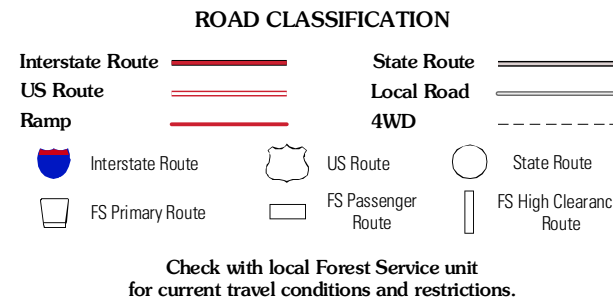 ROAD CLASSIFICATION
Interstate Route
State Route
US Route
Local Road
Ramp
4WD
Interstate Route
US Route
State Route
FS Primary Route
FS Passenger
Route
FS High Clearanc
Route
Check with local Forest Service unit
for current travel conditions and restrictions.